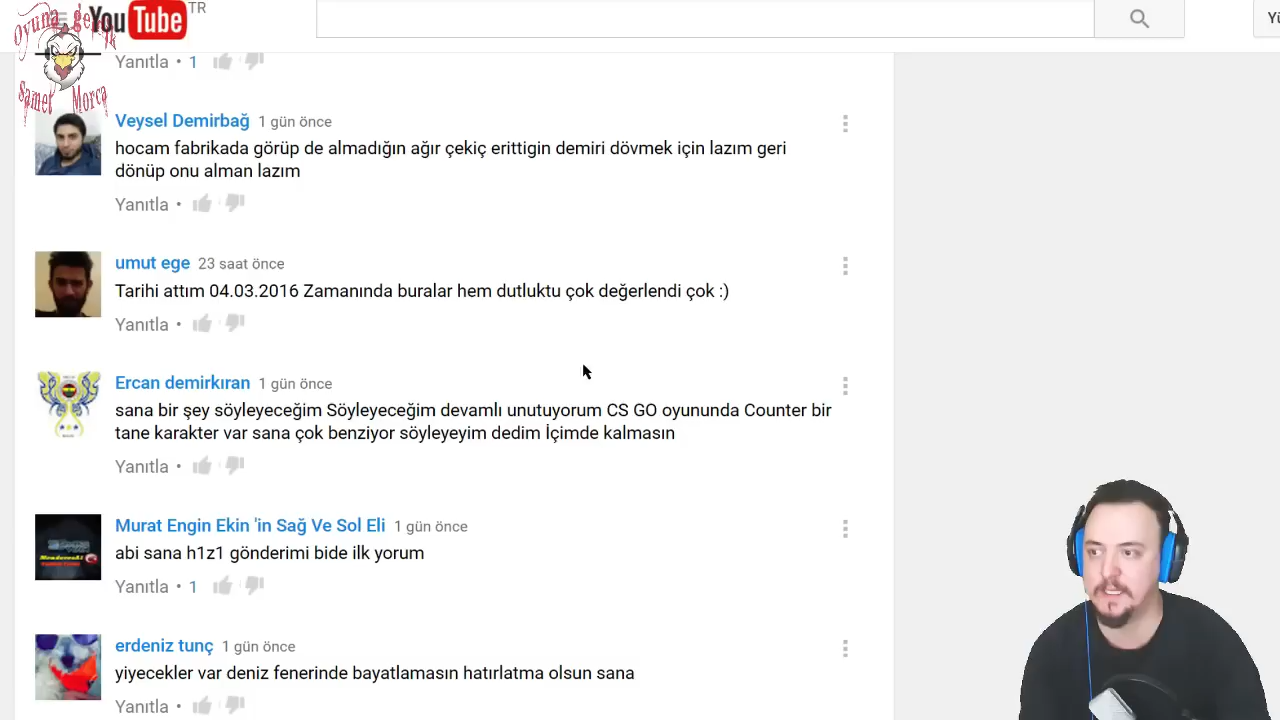 Oyuna gerek
YouTube TR
Samet Morca
Yü
Yanıtla • 1
Veysel Demirbağ 1 gün önce
hocam fabrikada görüp de almadığın ağır çekiç erittigin demiri dövmek için lazım geri
dönüp onu alman lazım
Yanıtla •
umut ege 23 saat önce
Tarihi attım 04.03.2016 Zamanında buralar hem dutluktu çok değerlendi çok :)
Yanıtla •
Ercan demirkıran 1 gün önce
sana bir şey söyleyeceğim Söyleyeceğim devamlı unutuyorum CS GO oyununda Counter bir
tane karakter var sana çok benziyor söyleyeyim dedim İçimde kalmasın
Yanıtla •
Murat Engin Ekin 'in Sağ Ve Sol Eli 1 gün önce
abi sana h1z1 gönderimi bide ilk yorum
Yanıtla • 1
erdeniz tunç 1 gün önce
yiyecekler var deniz fenerinde bayatlamasın hatırlatma olsun sana
Yanıtla •